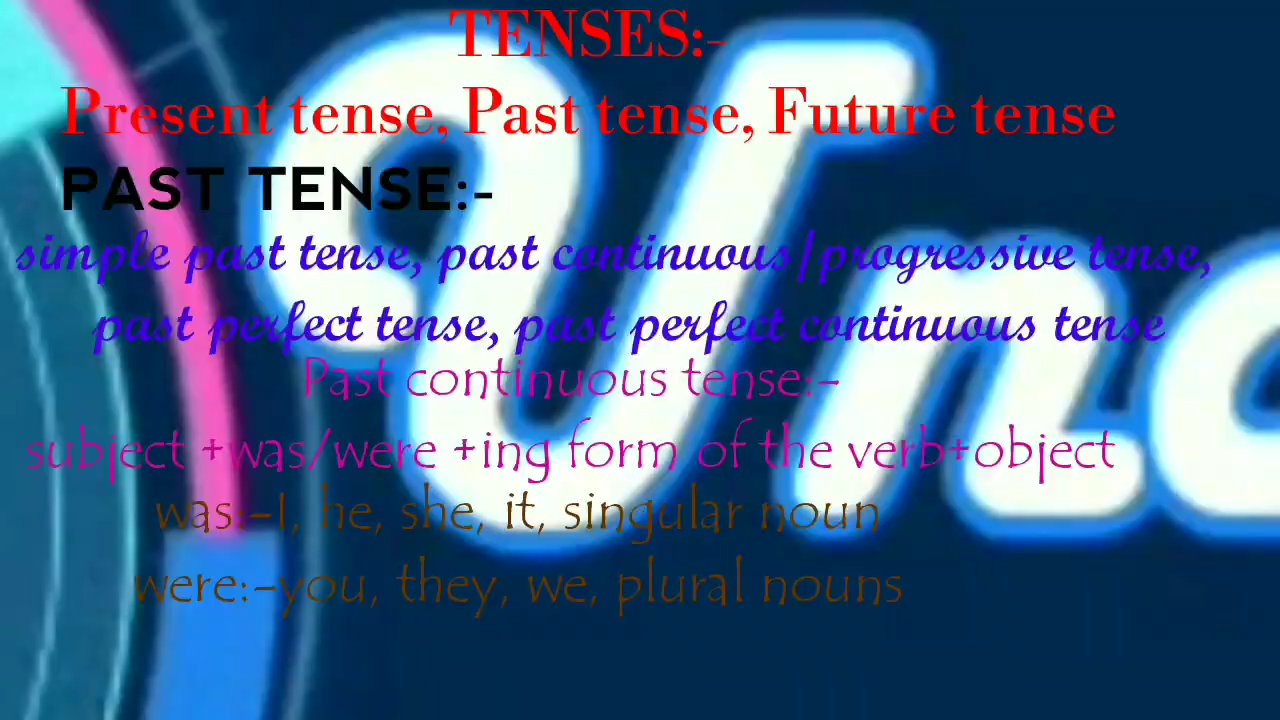 TENSES:-
Present tense, Past tense, Future tense
PAST TENSE:-
simple past tense, past continuous/progressive tense,
past perfect tense, past perfect continuous tense
Past continuous tense:-
subject +was/were +ing form of the verb+object
was:-I, he, she, it, singular noun
were:-you, they, we, plural nouns